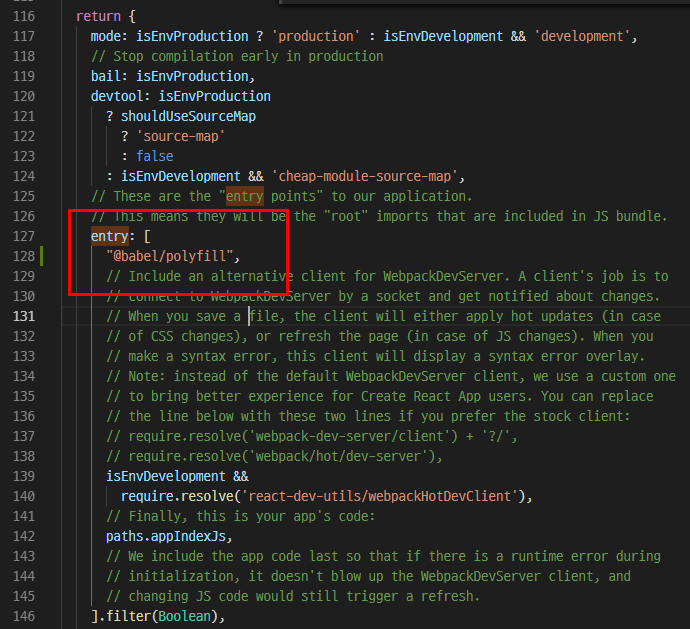 116 return {
117 mode: isEnvProduction ? 'production' : isEnvDevelopment && 'development',
118 // Stop compilation early in production
119 bail: isEnvProduction,
120 devtool: isEnvProduction
121 ? shouldUseSourceMap
122 ? 'source-map'
123 : false
124 : isEnvDevelopment && 'cheap-module-source-map',
125 // These are the "entry points" to our application.
126 // This means they will be the "root" imports that are included in JS bundle.
127 entry: [
128 "@babel/polyfill",
129 // Include an alternative client for WebpackDevServer. A client's job is to
130 // connect to WebpackDevServer by a socket and get notified about changes.
131 // When you save a file, the client will either apply hot updates (in case
132 // of CSS changes), or refresh the page (in case of JS changes). When you
133 // make a syntax error, this client will display a syntax error overlay.
134 // Note: instead of the default WebpackDevServer client, we use a custom one
135 // to bring better experience for Create React App users. You can replace
136 // the line below with these two lines if you prefer the stock client:
137 // require.resolve('webpack-dev-server/client') + '?/',
138 // require.resolve('webpack/hot/dev-server'),
139 isEnvDevelopment &&
140 require.resolve('react-dev-utils/webpackHotDevClient'),
141 // Finally, this is your app's code:
142 paths.appIndexJs,
143 // We include the app code last so that if there is a runtime error during
144 // initialization, it doesn't blow up the WebpackDevServer client, and
145 // changing JS code would still trigger a refresh.
146 ].filter(Boolean),